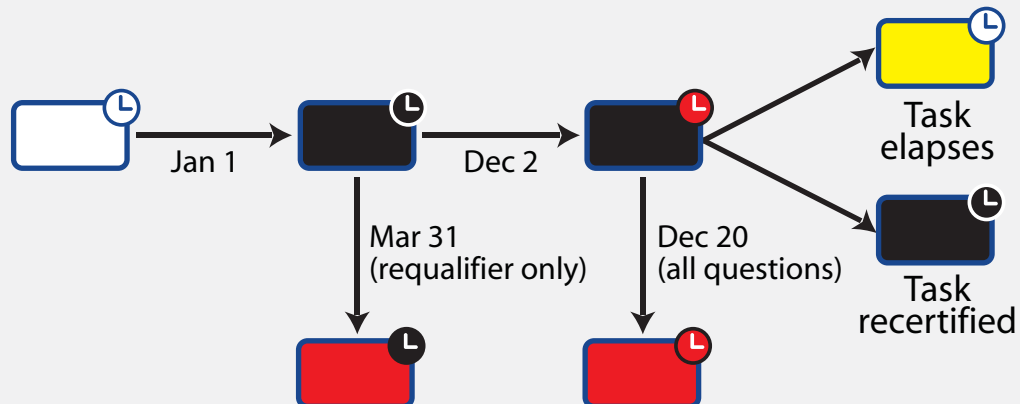 Jan 1
Dec 2
Mar 31
(requalifier only)
Dec 20
(all questions)
Task
elapses
Task
recertified